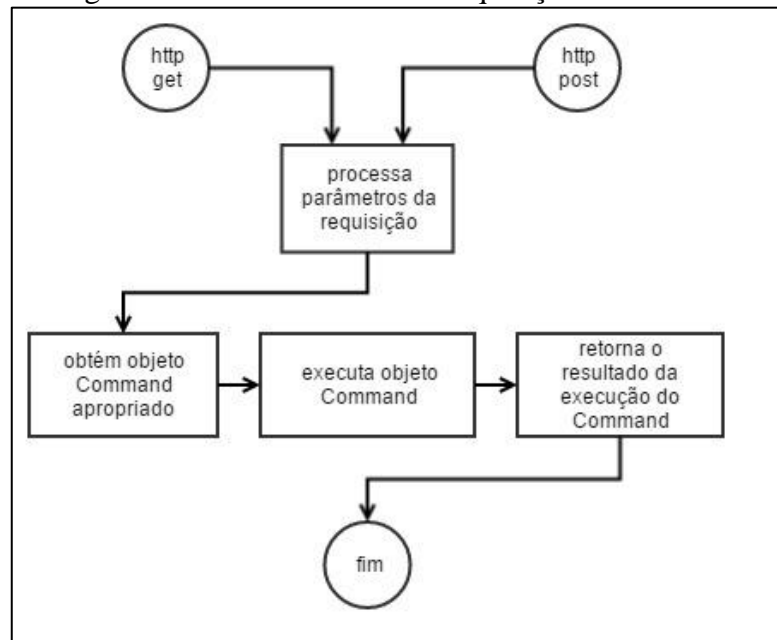 http
get
http
post
processa
parâmetros da
requisição
obtém objeto
Command
apropriado
executa objeto
Command
retorna o
resultado da
execução do
Command
fim